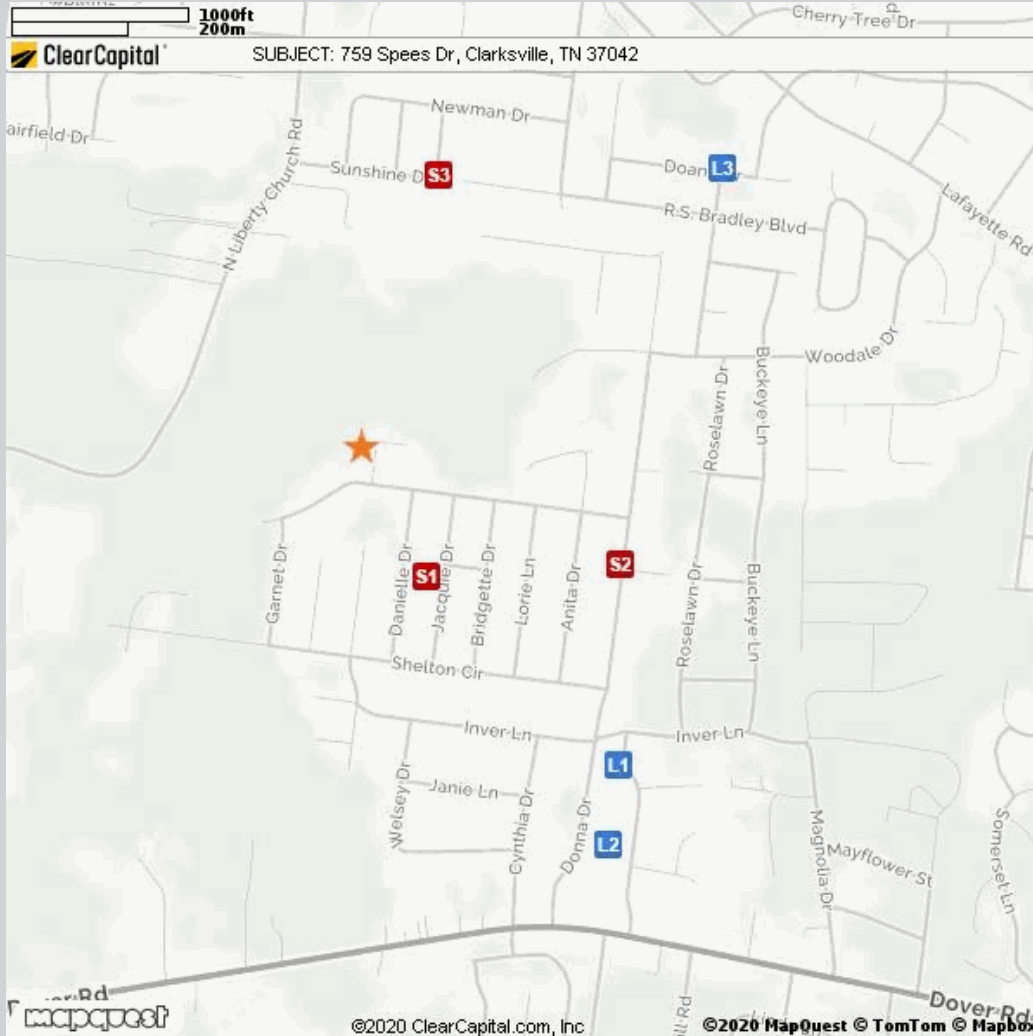 1000ft
200m
Cherry Tree Dr
ClearCapital
SUBJECT: 759 Spees Dr, Clarksville, TN 37042
Newman Dr
airfield Dr
N Liberty Church Rd
Sunshine D
S3
Doan
L3
Lafayette Rd
R.S. Bradley Blvd
Woodale Dr
Buckeye Ln
Roselawn Dr
Garnet Dr
Danielle Dr
S1
Jacquie Dr
Bridgette Dr
Lorie Ln
Anita Dr
S2
Roselawn Dr
Buckeye Ln
Shelton Cir
Inver Ln
Inver Ln
L1
Welsey Dr
Janie Ln
Cynthia Dr
Donna Dr
L2
Magnolia Dr
Mayflower St
Somerset Ln
Dover Rd
mapquest
©2020 ClearCapital.com, Inc
©2020 MapQuest © TomTom © Mapbo